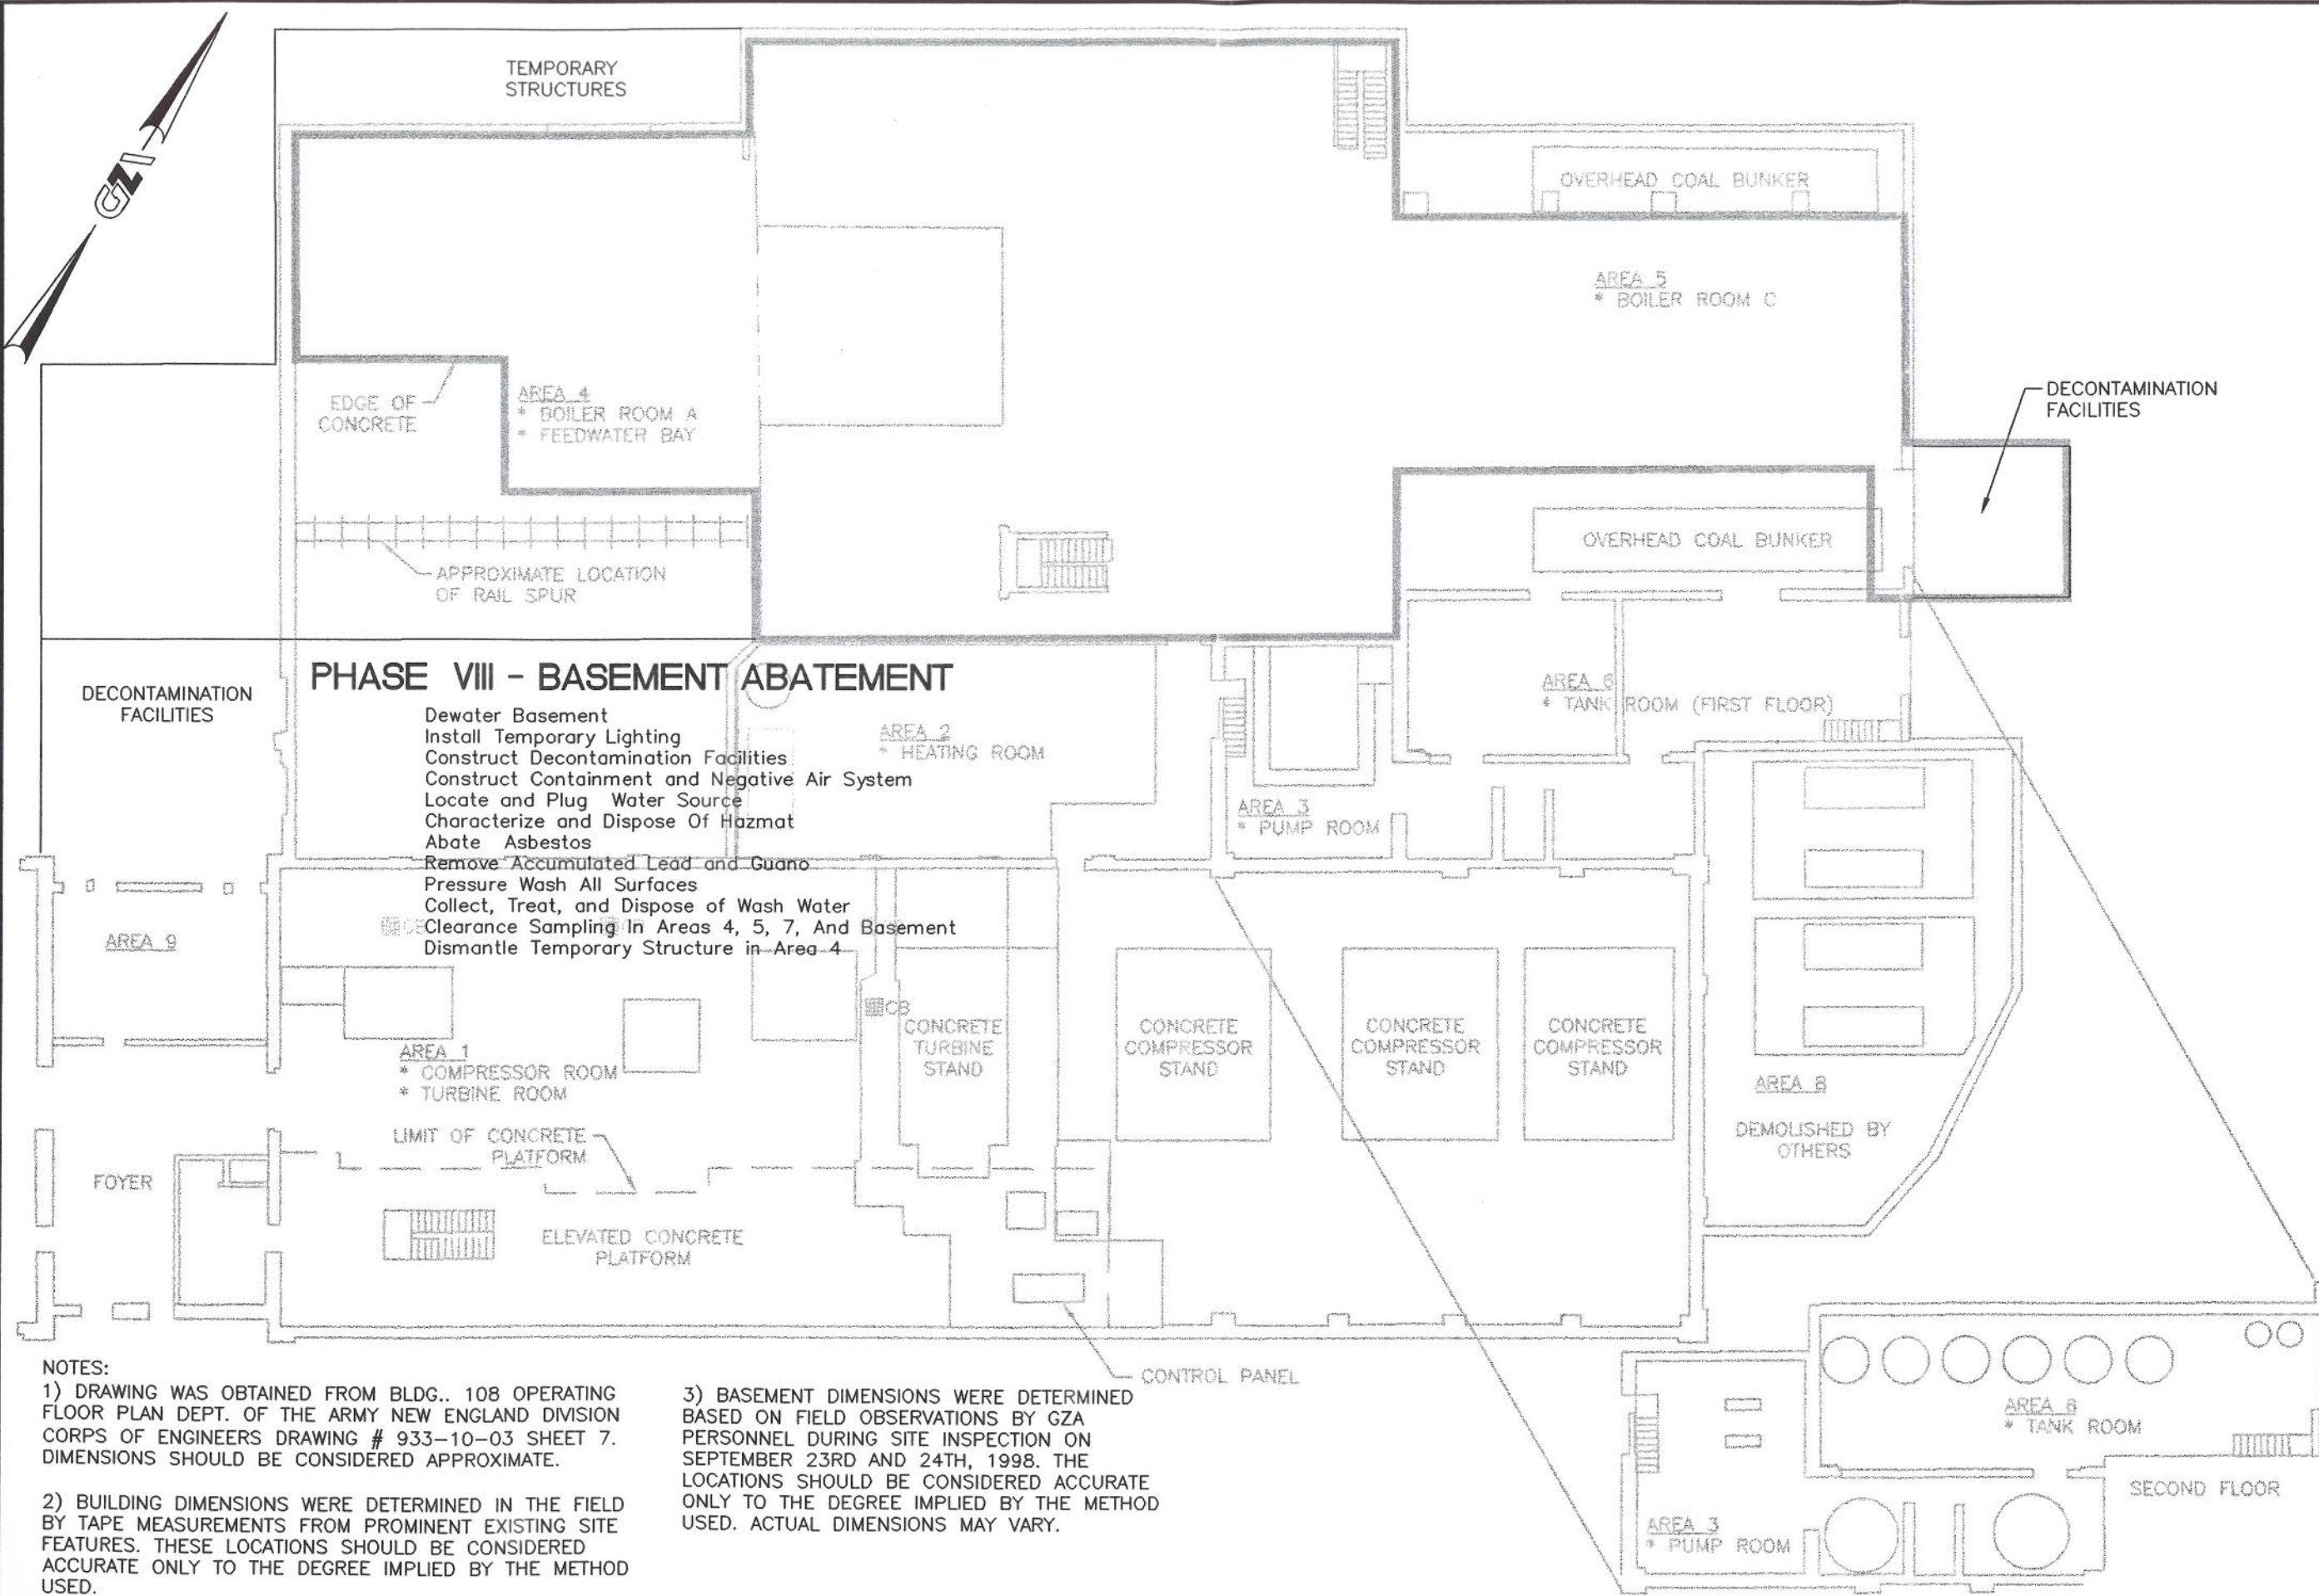 TEMPORARY
STRUCTURES
GZA
OVERHEAD COAL BUNKER
AREA 5
* BOILER ROOM C
DECONTAMINATION
FACILITIES
EDGE OF
CONCRETE
AREA 4
* BOILER ROOM A
* FEEDWATER BAY
OVERHEAD COAL BUNKER
APPROXIMATE LOCATION
OF RAIL SPUR
DECONTAMINATION
FACILITIES
PHASE VIII - BASEMENT ABATEMENT
Dewater Basement
Install Temporary Lighting
Construct Decontamination Facilities
Construct Containment and Negative Air System
Locate and Plug Water Source
Characterize and Dispose Of Hazmat
Abate Asbestos
Remove Accumulated Lead and Guano
Pressure Wash All Surfaces
Collect, Treat, and Dispose of Wash Water
Clearance Sampling In Areas 4, 5, 7, And Basement
Dismantle Temporary Structure in Area 4
AREA 2
* HEATING ROOM
AREA 6
* TANK ROOM (FIRST FLOOR)
AREA 3
* PUMP ROOM
AREA 9
CB
AREA 1
* COMPRESSOR ROOM
* TURBINE ROOM
CONCRETE
TURBINE
STAND
CONCRETE
COMPRESSOR
STAND
CONCRETE
COMPRESSOR
STAND
CONCRETE
COMPRESSOR
STAND
AREA 8
DEMOLISHED BY
OTHERS
LIMIT OF CONCRETE
PLATFORM
FOYER
ELEVATED CONCRETE
PLATFORM
CONTROL PANEL
NOTES:
1) DRAWING WAS OBTAINED FROM BLDG.. 108 OPERATING
FLOOR PLAN DEPT. OF THE ARMY NEW ENGLAND DIVISION
CORPS OF ENGINEERS DRAWING # 933-10-03 SHEET 7.
DIMENSIONS SHOULD BE CONSIDERED APPROXIMATE.
2) BUILDING DIMENSIONS WERE DETERMINED IN THE FIELD
BY TAPE MEASUREMENTS FROM PROMINENT EXISTING SITE
FEATURES. THESE LOCATIONS SHOULD BE CONSIDERED
ACCURATE ONLY TO THE DEGREE IMPLIED BY THE METHOD
USED.
3) BASEMENT DIMENSIONS WERE DETERMINED
BASED ON FIELD OBSERVATIONS BY GZA
PERSONNEL DURING SITE INSPECTION ON
SEPTEMBER 23RD AND 24TH, 1998. THE
LOCATIONS SHOULD BE CONSIDERED ACCURATE
ONLY TO THE DEGREE IMPLIED BY THE METHOD
USED. ACTUAL DIMENSIONS MAY VARY.
AREA 6
* TANK ROOM
SECOND FLOOR
AREA 3
* PUMP ROOM